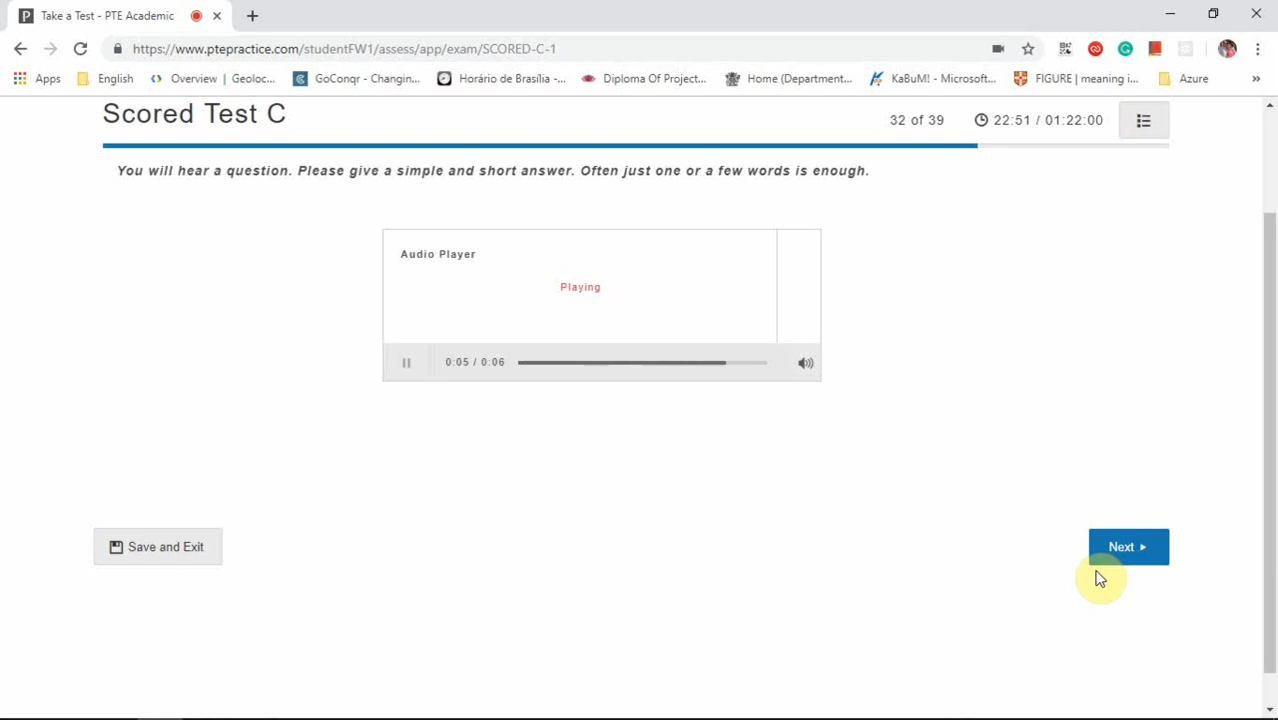 Take a Test - PTE Academic
https://www.ptepractice.com/studentFW1/assess/app/exam/SCORED-C-1
Apps English Overview | Geoloc... GoConqr - Changin... Horário de Brasília -... Diploma Of Project... Home (Department... KaBuM! - Microsoft... FIGURE | meaning i... Azure »
Scored Test C
32 of 39 22:51 / 01:22:00
You will hear a question. Please give a simple and short answer. Often just one or a few words is enough.
Audio Player
Playing
0:05 / 0:06
Save and Exit
Next